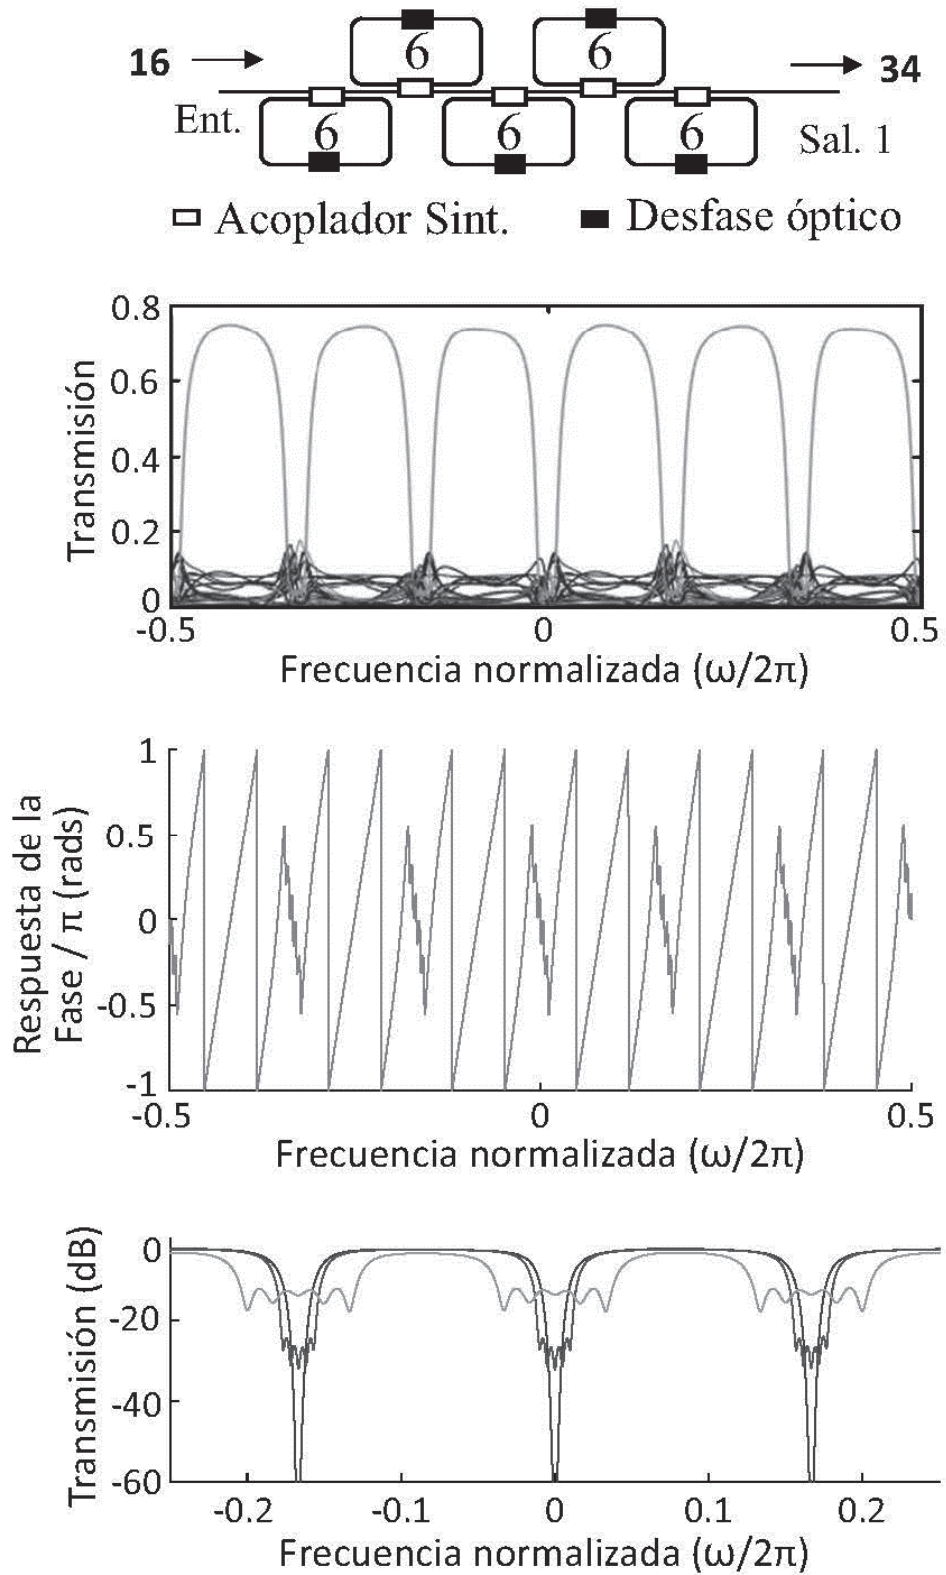 6 6
16 34
Ent. 6 6 6 Sal. 1
Acoplador Sint. Desfase óptico
Transmisión
0.8
0.6
0.4
0.2
0
-0.5 0 0.5
Frecuencia normalizada (ω/2π)
Respuesta de la
Fase / π (rads)
1
0.5
0
-0.5
-1
-0.5 0 0.5
Frecuencia normalizada (ω/2π)
Transmisión (dB)
0
-20
-40
-60
-0.2 -0.1 0 0.1 0.2
Frecuencia normalizada (ω/2π)